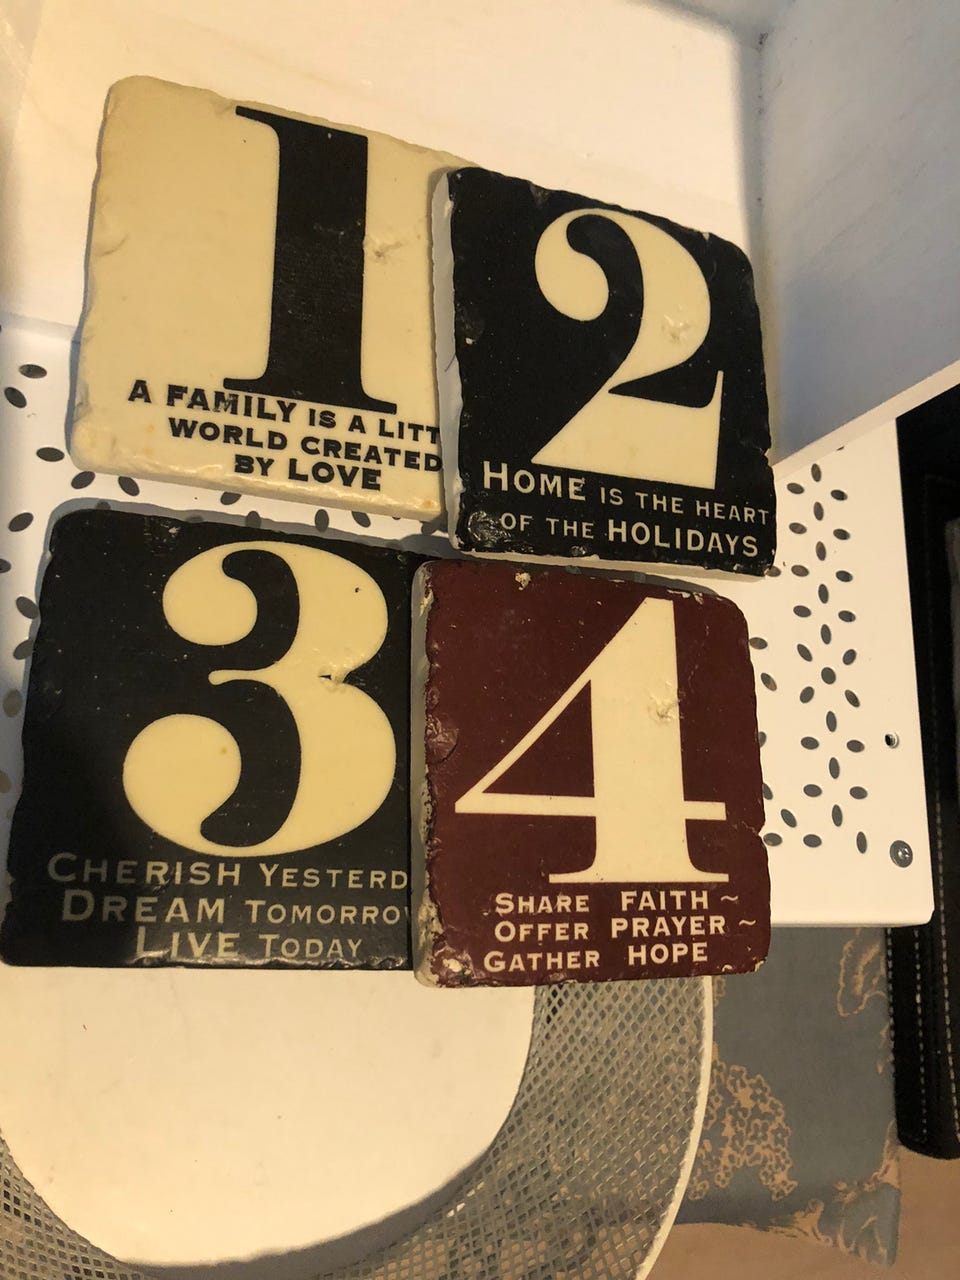 1
A FAMILY IS A LITT
WORLD CREATED
BY LOVE
2
HOME IS THE HEART
OF THE HOLIDAYS
3
CHERISH YESTERD
DREAM TOMORRO
LIVE TODAY
4
SHARE FAITH ~
OFFER PRAYER ~
GATHER HOPE